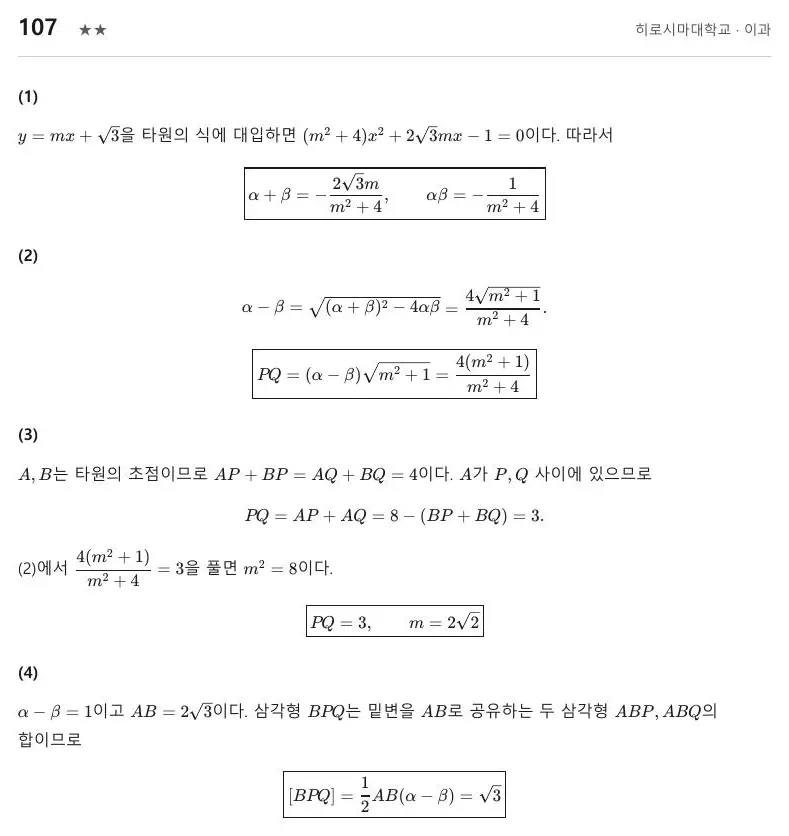 107 ★★ 히로시마대학교 · 이과
(1)
y = mx + √3을 타원의 식에 대입하면 (m² + 4)x² + 2√3mx − 1 = 0이다. 따라서
α + β = −2√3m/(m² + 4), αβ = −1/(m² + 4)
(2)
α − β = √((α + β)² − 4αβ) = 4√(m² + 1)/(m² + 4).
PQ = (α − β)√(m² + 1) = 4(m² + 1)/(m² + 4)
(3)
A, B는 타원의 초점이므로 AP + BP = AQ + BQ = 4이다. A가 P, Q 사이에 있으므로
PQ = AP + AQ = 8 − (BP + BQ) = 3.
(2)에서 4(m² + 1)/(m² + 4) = 3을 풀면 m² = 8이다.
PQ = 3, m = 2√2
(4)
α − β = 1이고 AB = 2√3이다. 삼각형 BPQ는 밑변을 AB로 공유하는 두 삼각형 ABP, ABQ의
합이므로
[BPQ] = 1/2 AB(α − β) = √3